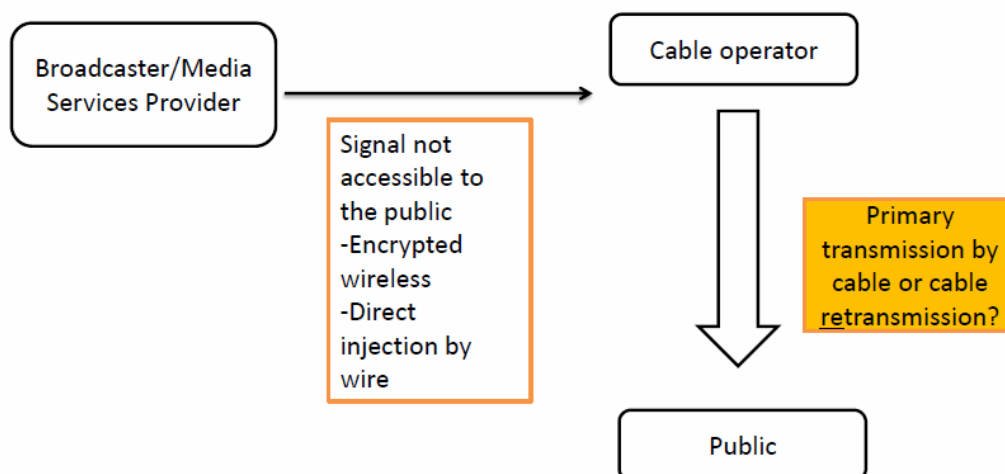 Broadcaster/Media
Services Provider
Cable operator
Signal not
accessible to
the public
-Encrypted
wireless
-Direct
injection by
wire
Primary
transmission by
cable or cable
retransmission?
Public